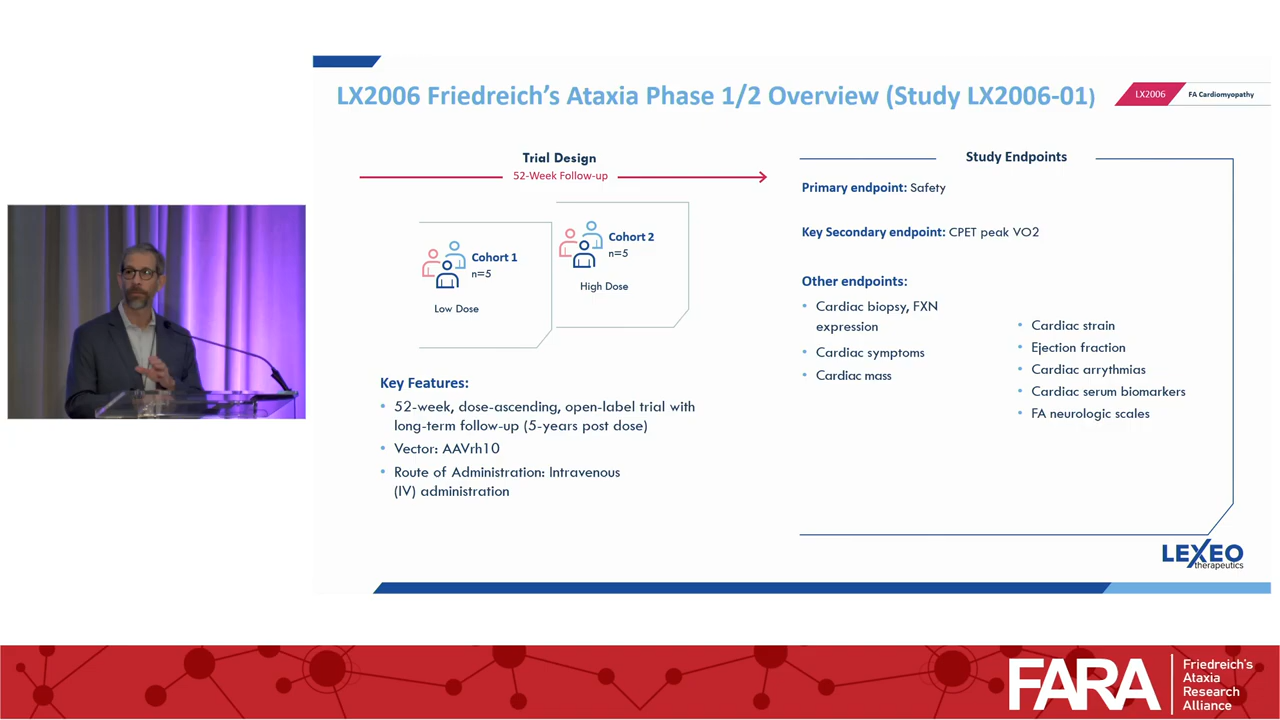 LX2006 Friedreich's Ataxia Phase 1/2 Overview (Study LX2006-01)
LX2006
FA Cardiomyopathy
Trial Design
52-Week Follow-up
Cohort 1
n=5
Low Dose
Cohort 2
n=5
High Dose
Key Features:
• 52-week, dose-ascending, open-label trial with
long-term follow-up (5-years post dose)
• Vector: AAVrh10
• Route of Administration: Intravenous
(IV) administration
Study Endpoints
Primary endpoint: Safety
Key Secondary endpoint: CPET peak VO2
Other endpoints:
• Cardiac biopsy, FXN
expression
• Cardiac symptoms
• Cardiac mass
• Cardiac strain
• Ejection fraction
• Cardiac arrythmias
• Cardiac serum biomarkers
• FA neurologic scales
LEXEO
therapeutics
FARA
Friedreich's
Ataxia
Research
Alliance